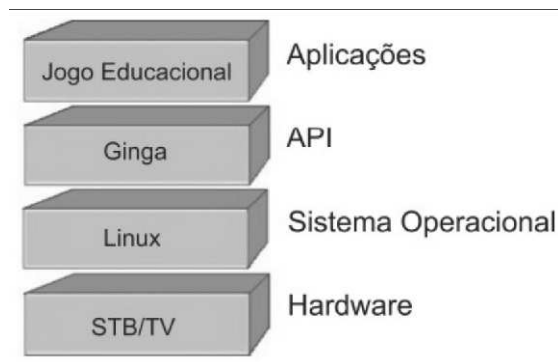 Jogo Educacional
Aplicações
Ginga
API
Linux
Sistema Operacional
STB/TV
Hardware